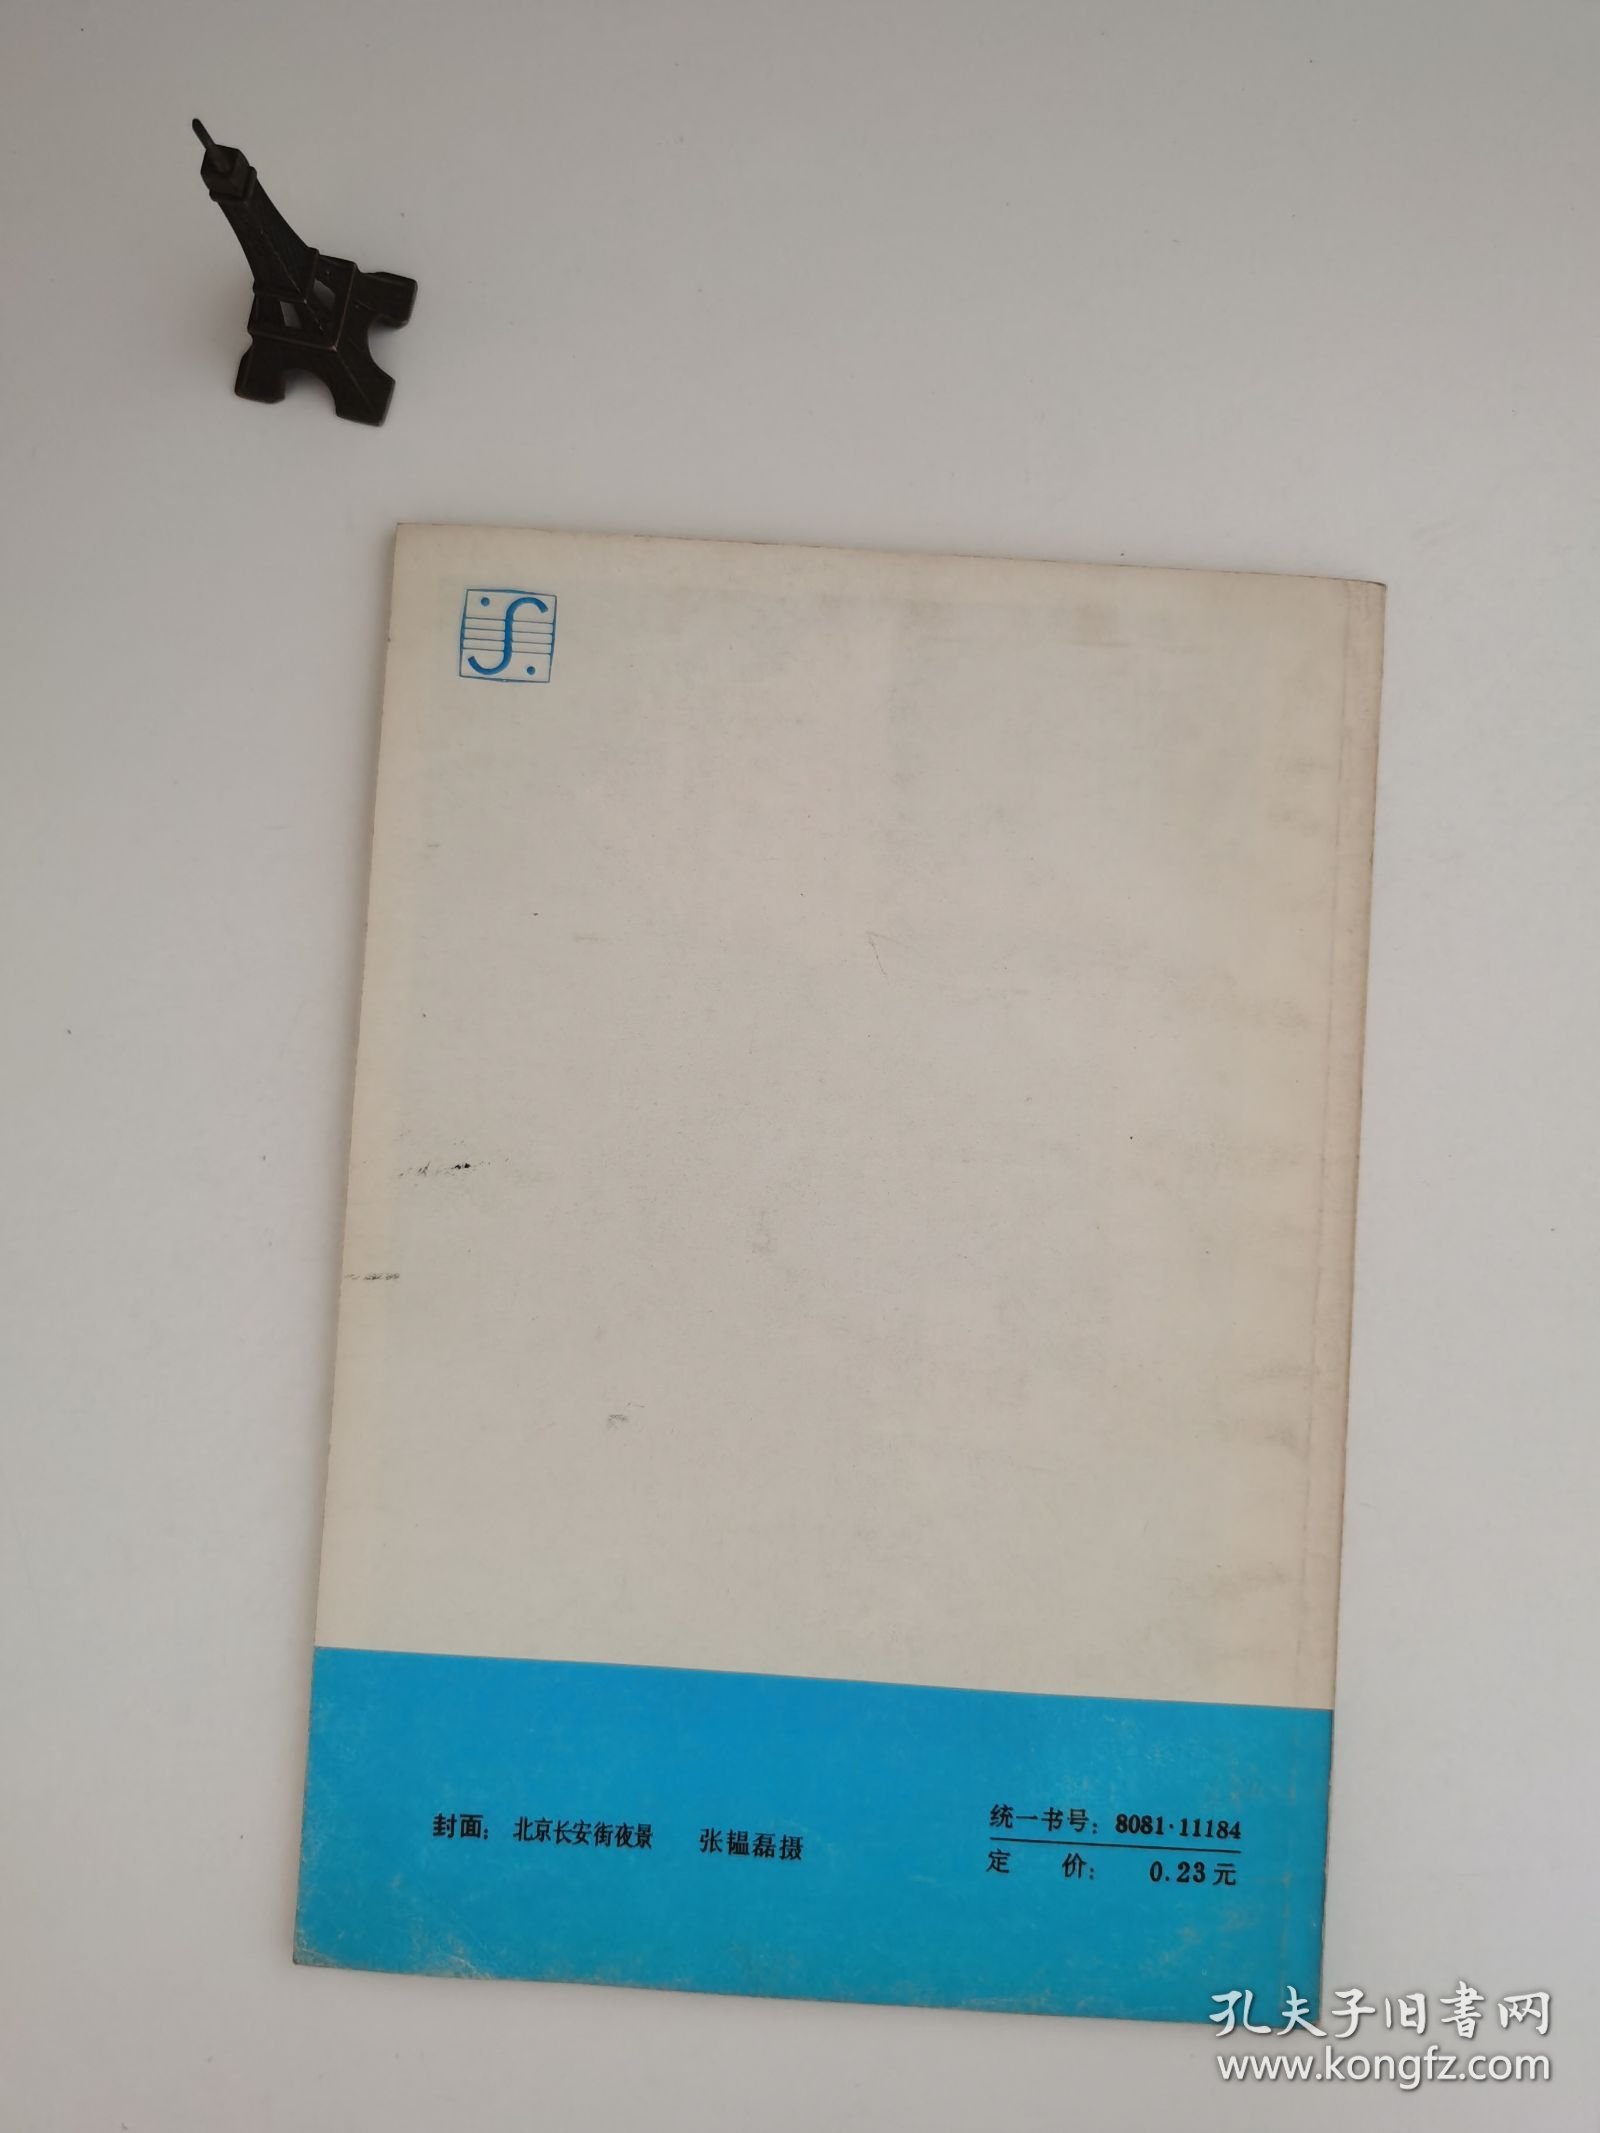 封面：北京长安街夜景 张韫磊摄
统一书号：8081·11184
定 价： 0.23元
孔夫子旧书网
www.kongfz.com